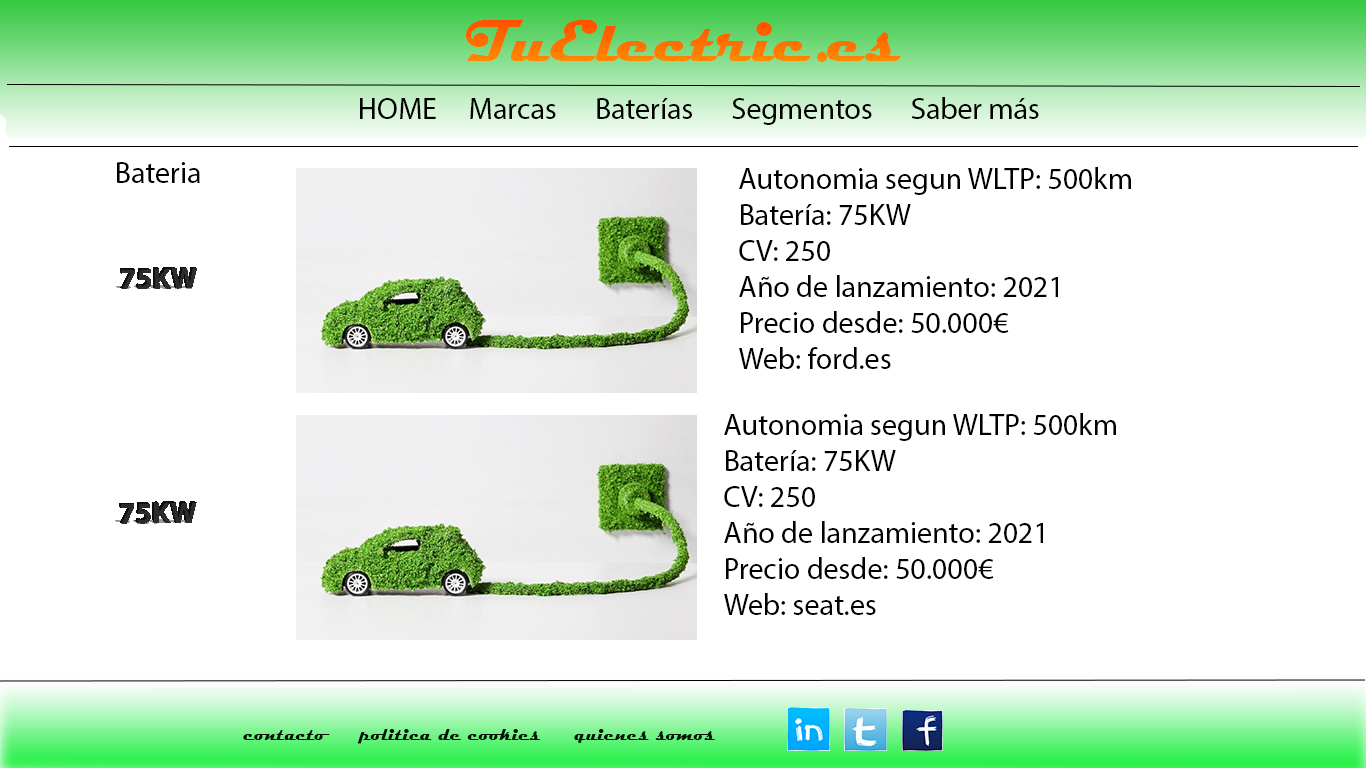 TuElectric.es
HOME Marcas Baterías Segmentos Saber más
Bateria
75KW
Autonomia segun WLTP: 500km
Batería: 75KW
CV: 250
Año de lanzamiento: 2021
Precio desde: 50.000€
Web: ford.es
75KW
Autonomia segun WLTP: 500km
Batería: 75KW
CV: 250
Año de lanzamiento: 2021
Precio desde: 50.000€
Web: seat.es
contacto politica de cookies quienes somos
in t f